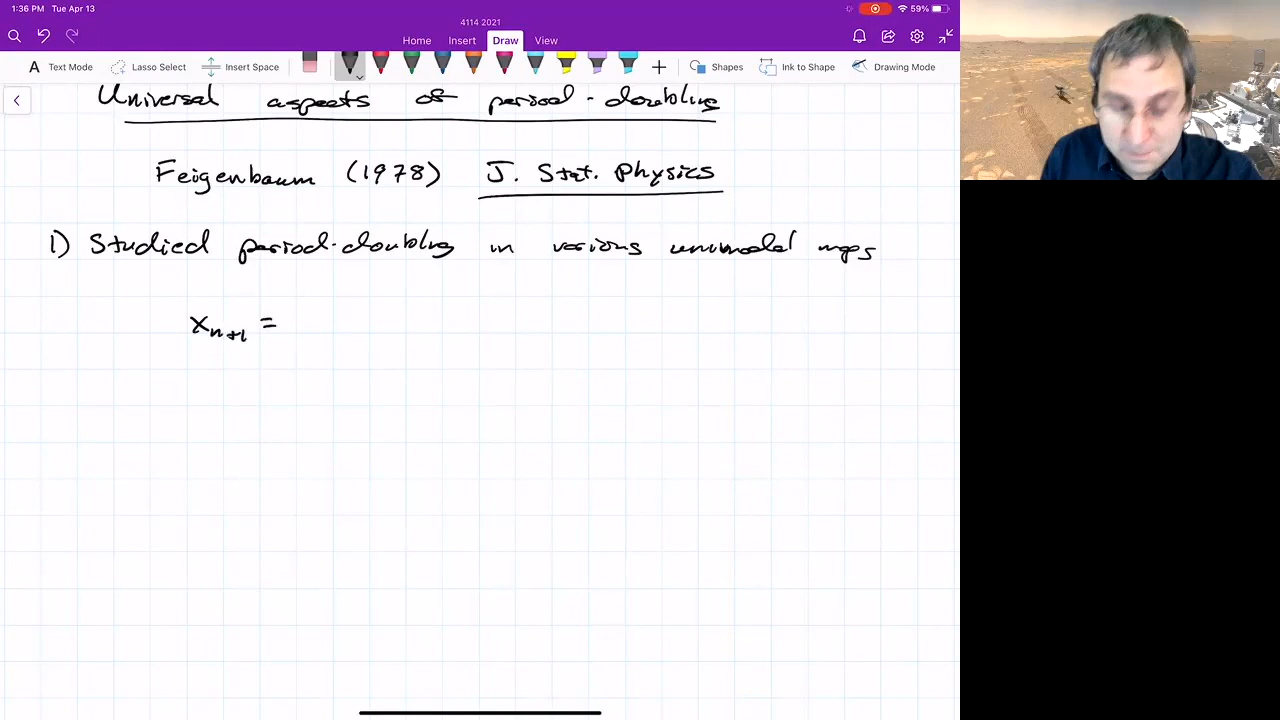 1:36 PM Tue Apr 13
59%
4114 2021
Home Insert Draw View
A Text Mode Lasso Select Insert Space Shapes Ink to Shape Drawing Mode
Universal aspects of period-doubling
Feigenbaum (1978) J. Stat. Physics
1) Studied period-doubling in various unimodal maps
x_{n+1} =